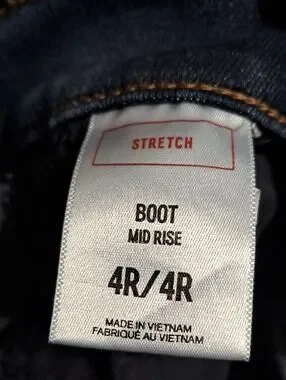 STRETCH
BOOT
MID RISE
4R/4R
MADE IN VIETNAM
FABRIQUÉ AU VIETNAM